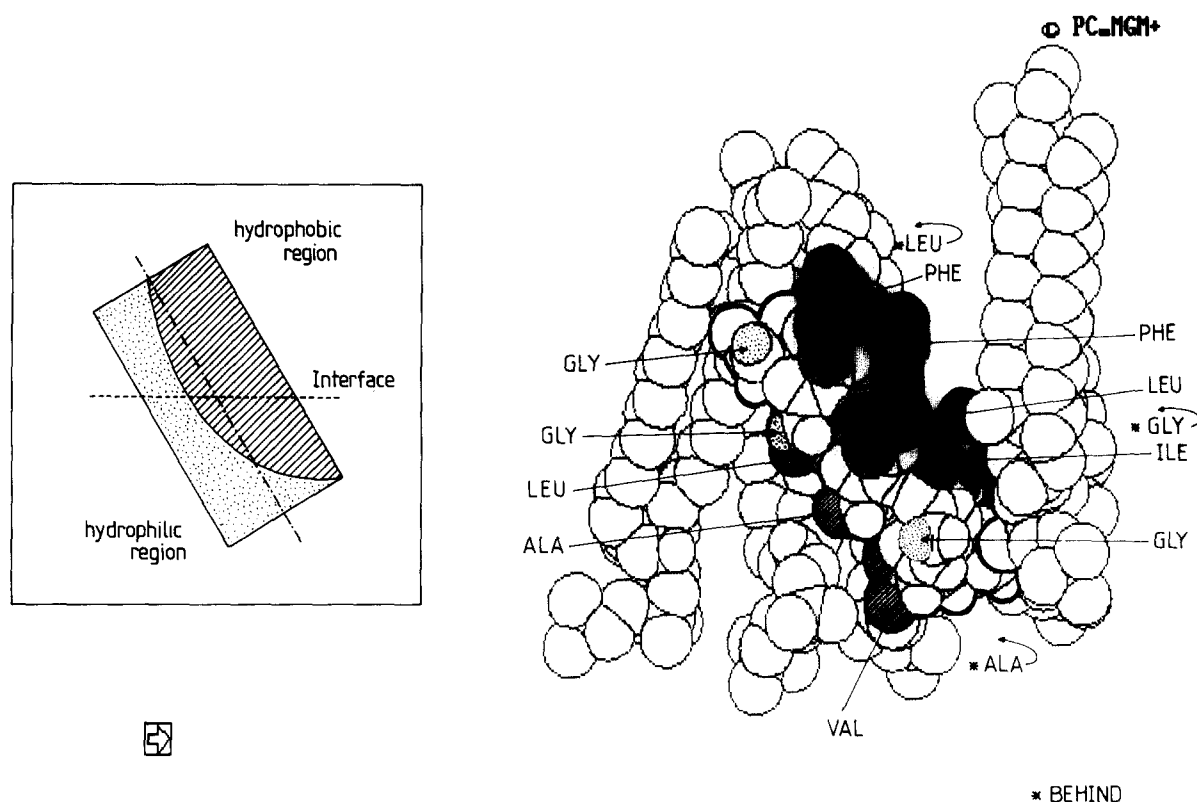 © PC_MGM+
hydrophobic
region
Interface
hydrophilic
region
*LEU
PHE
PHE
GLY
LEU
* GLY
GLY
ILE
LEU
ALA
GLY
* ALA
VAL
* BEHIND